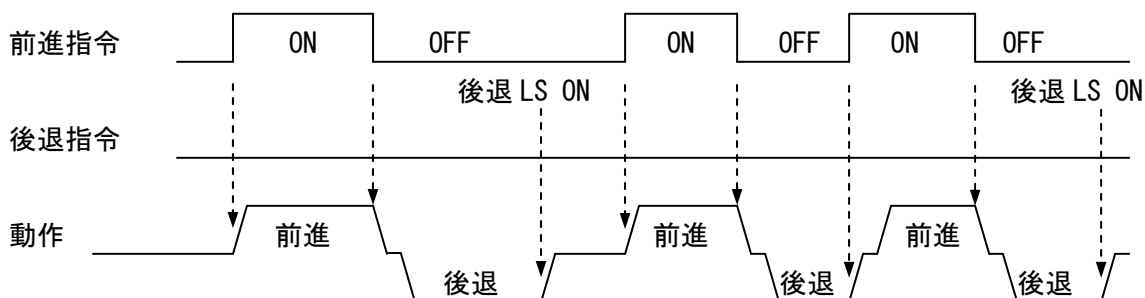 前進指令 ON OFF ON OFF ON OFF
後退 LS ON 後退 LS ON
後退指令
動作 前進 前進 前進
後退 後退 後退